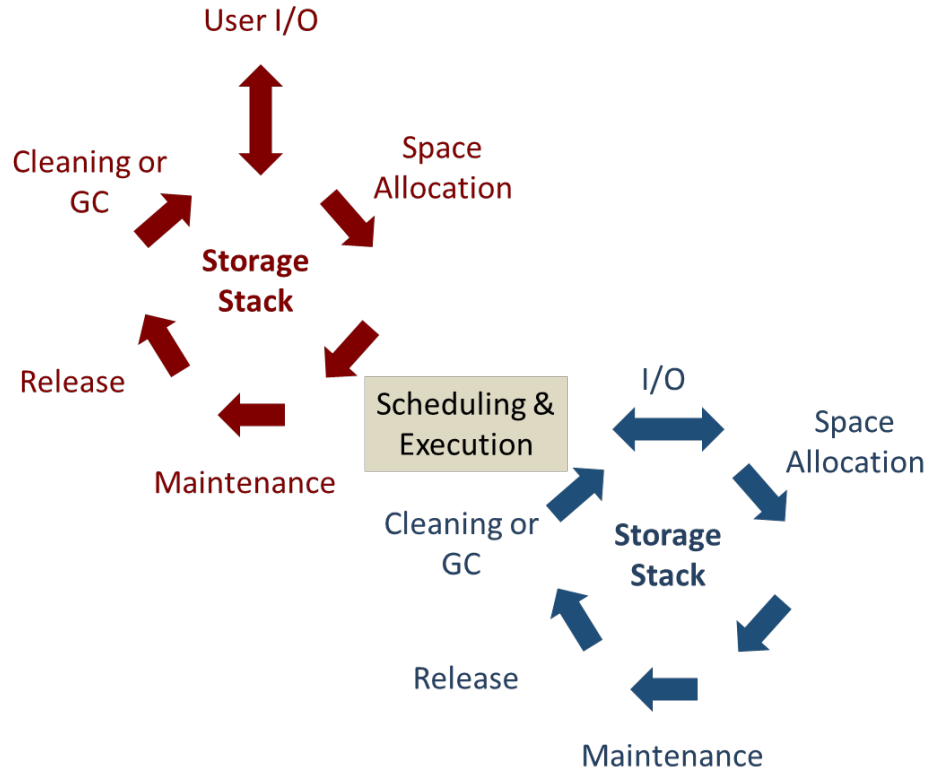 User I/O
Cleaning or
GC
Space
Allocation
Storage
Stack
Release
Maintenance
Scheduling &
Execution
I/O
Space
Allocation
Cleaning or
GC
Storage
Stack
Release
Maintenance